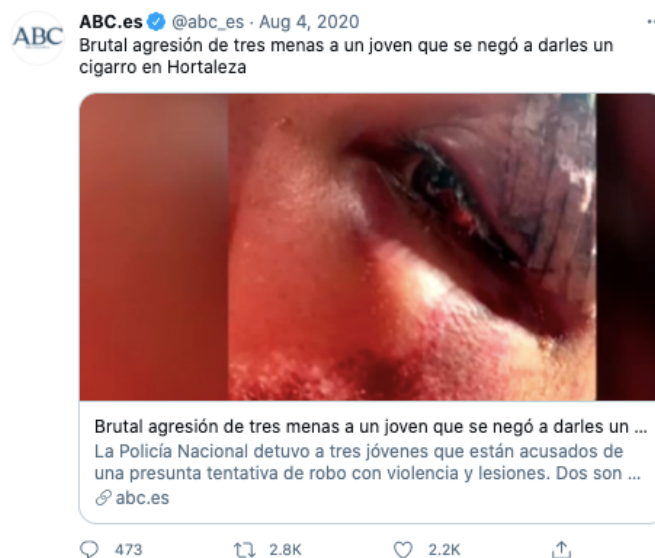 ABC
ABC.es @abc_es · Aug 4, 2020
Brutal agresión de tres menas a un joven que se negó a darles un
cigarro en Hortaleza
Brutal agresión de tres menas a un joven que se negó a darles un ...
La Policía Nacional detuvo a tres jóvenes que están acusados de
una presunta tentativa de robo con violencia y lesiones. Dos son ...
abc.es
473 2.8K 2.2K